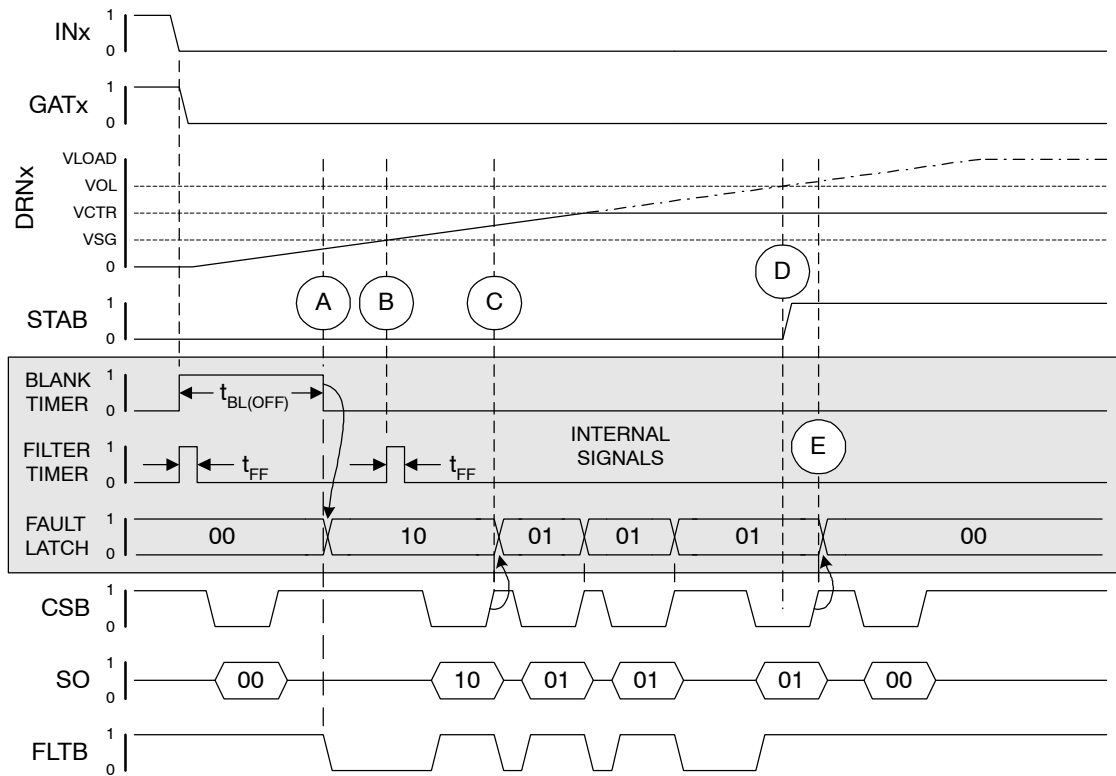 INx
1
0
GATx
1
0
DRNx
VLOAD
VOL
VCTR
VSG
0
A
B
C
D
STAB
1
0
BLANK
TIMER
1
0
tBL(OFF)
INTERNAL
SIGNALS
E
FILTER
TIMER
1
0
tFF
tFF
FAULT
LATCH
1
0
00
10
01
01
01
00
CSB
1
0
SO
1
0
00
10
01
01
01
00
FLTB
1
0